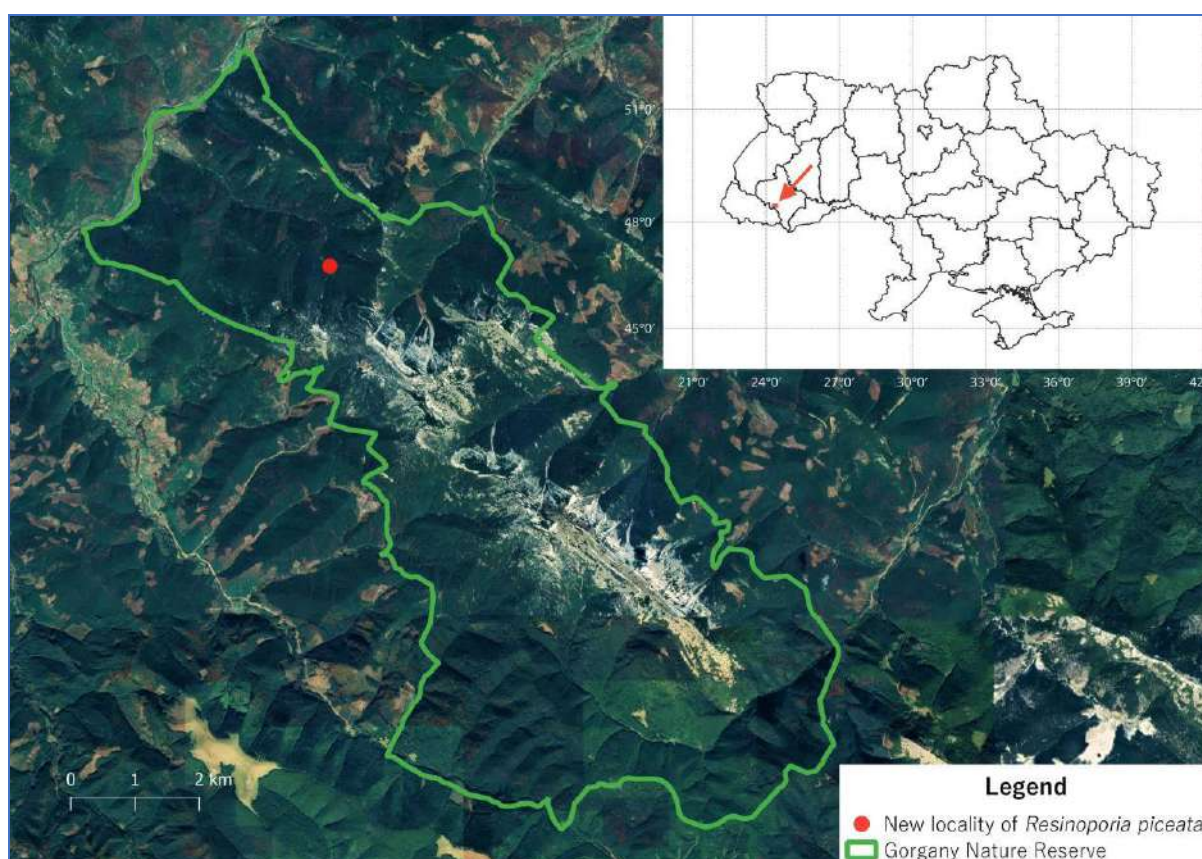 51°0'
48°0'
45°0'
21°0' 24°0' 27°0' 30°0' 33°0' 36°0' 39°0' 42
0 1 2 km
Legend
New locality of Resinoporia piceata
Gorgany Nature Reserve